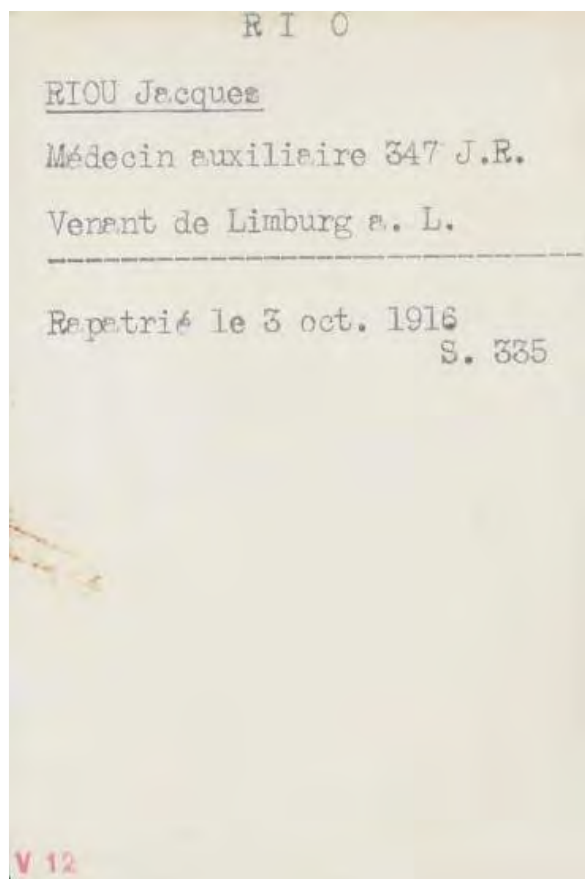 R I O
RIOU Jacques
Médecin auxiliaire 347 J.R.
Venant de Limburg a. L.
Rapatrié le 3 oct. 1916
S. 335
V 12